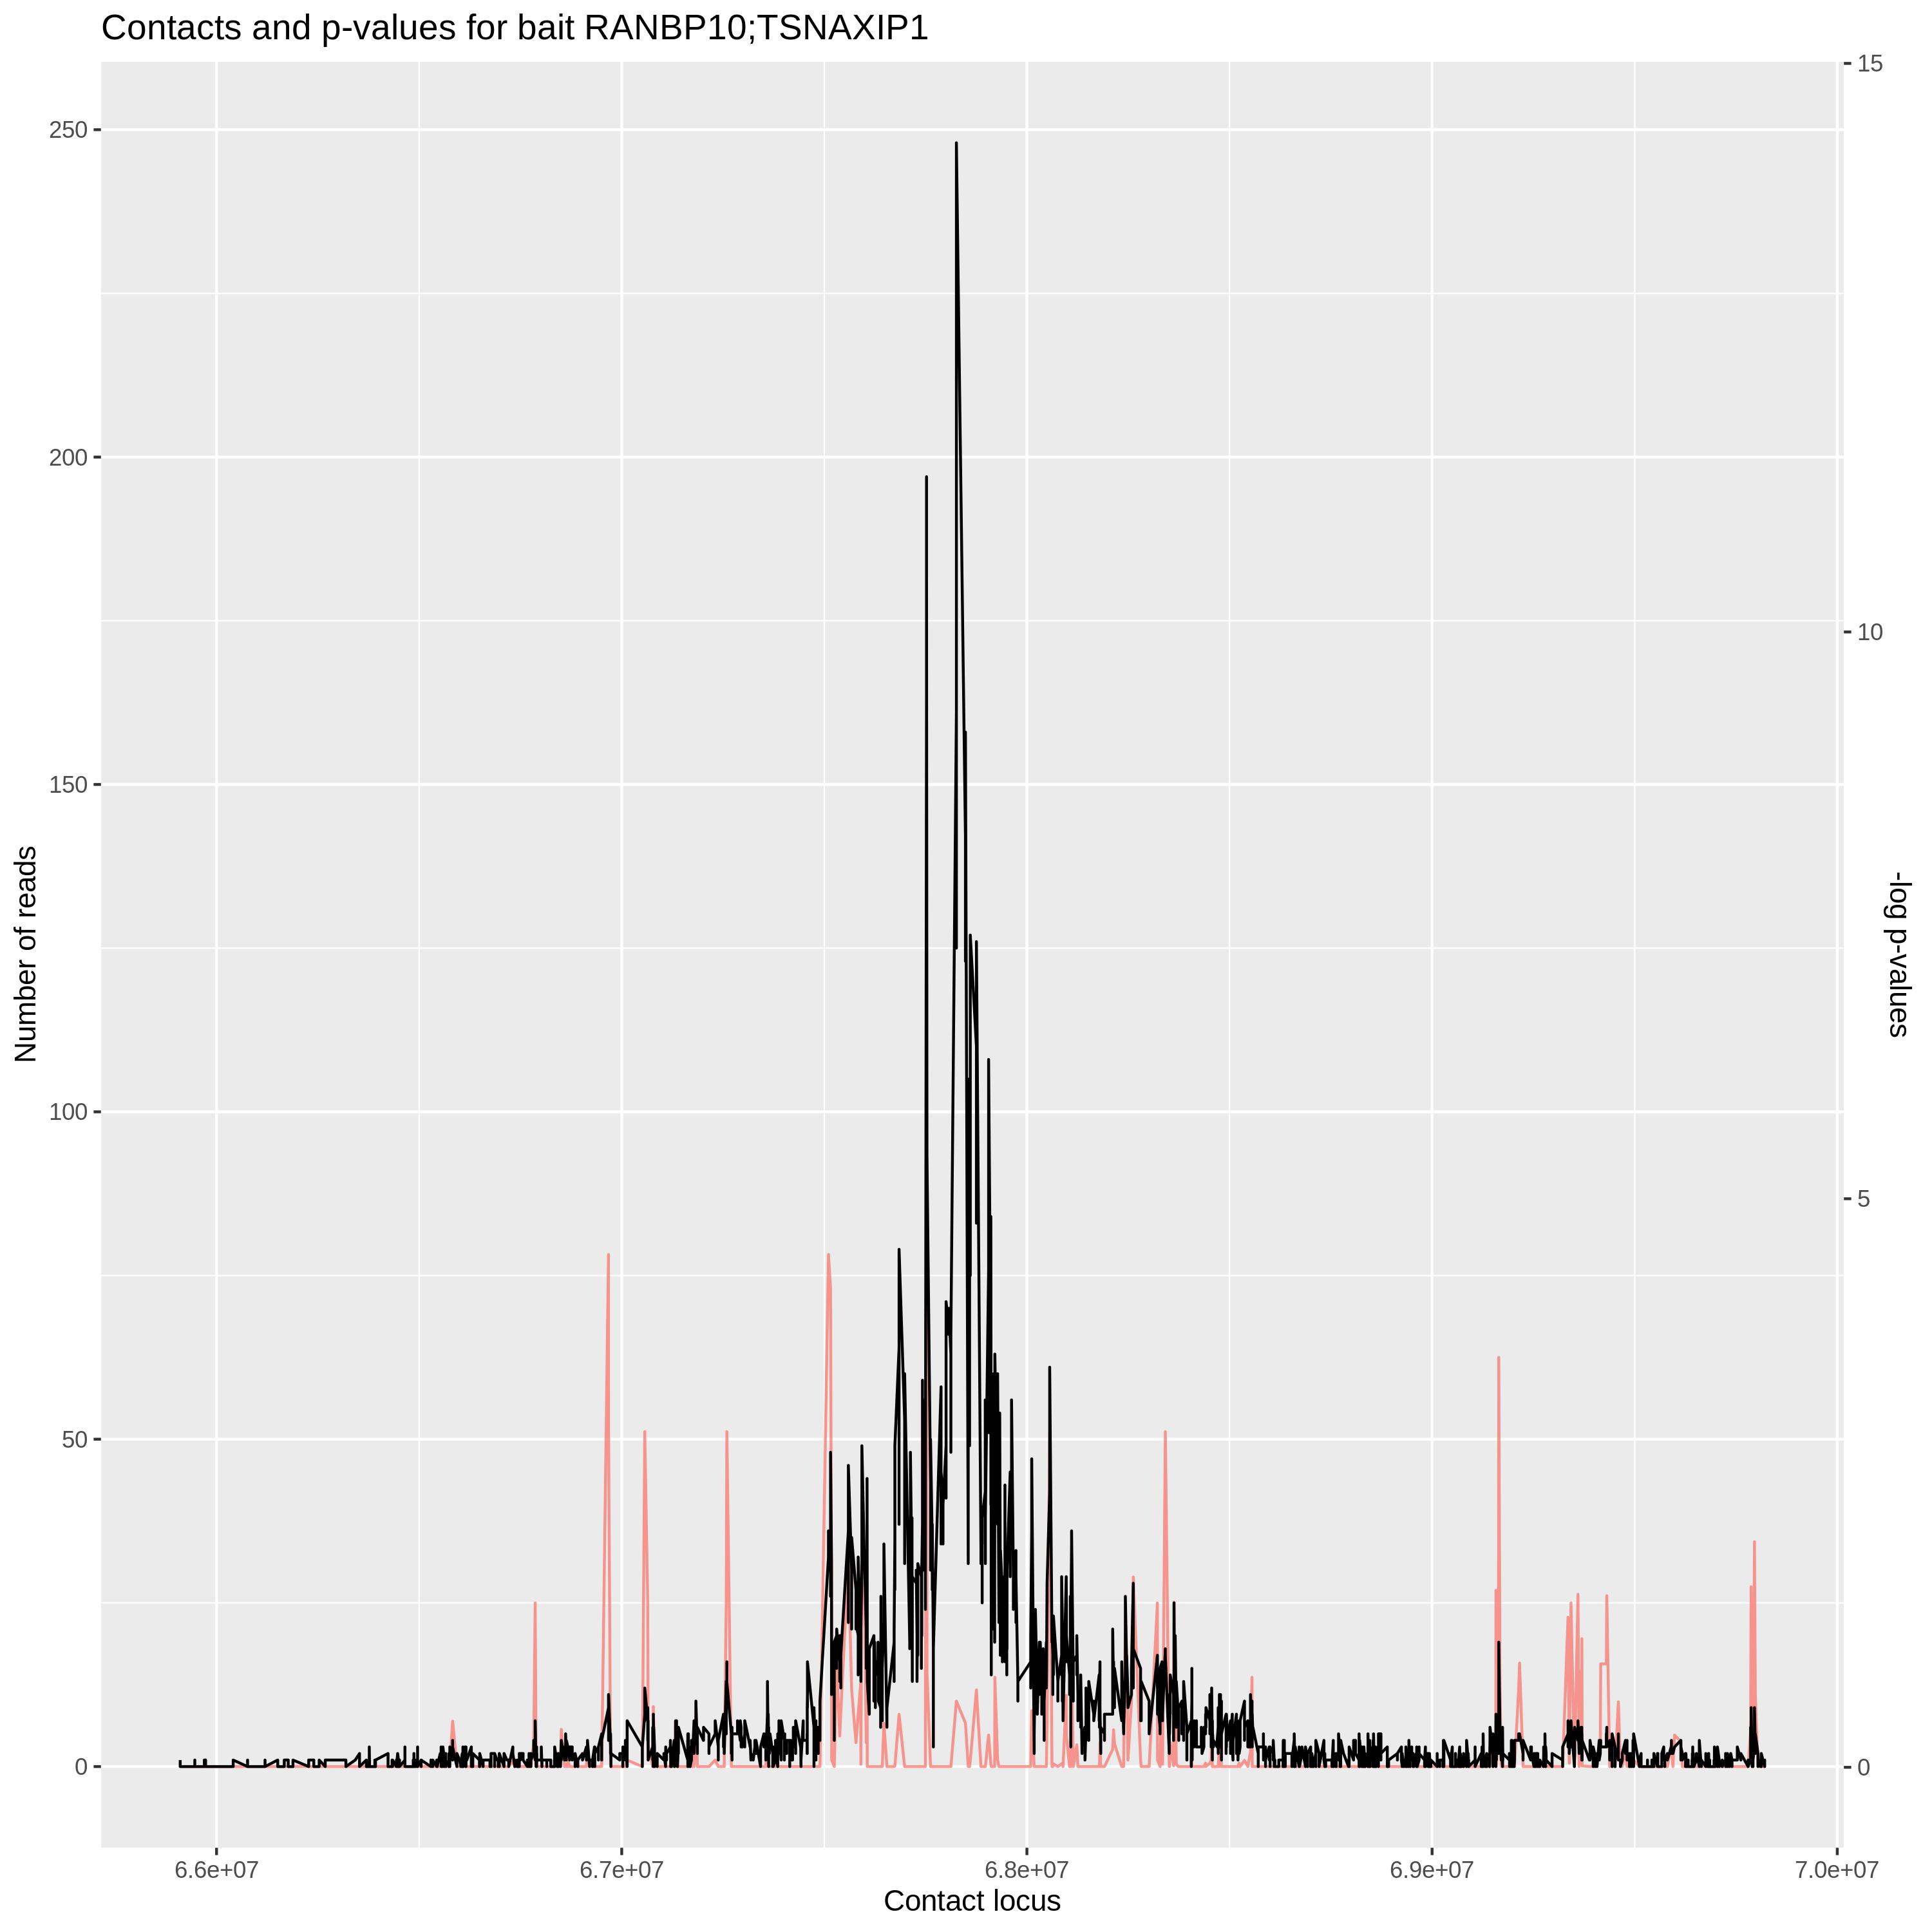 Contacts and p-values for bait RANBP10;TSNAXIP1
15
250
200
10
150
Number of reads
-log p-values
100
5
50
0
0
6.6e+07
6.7e+07
6.8e+07
6.9e+07
7.0e+07
Contact locus